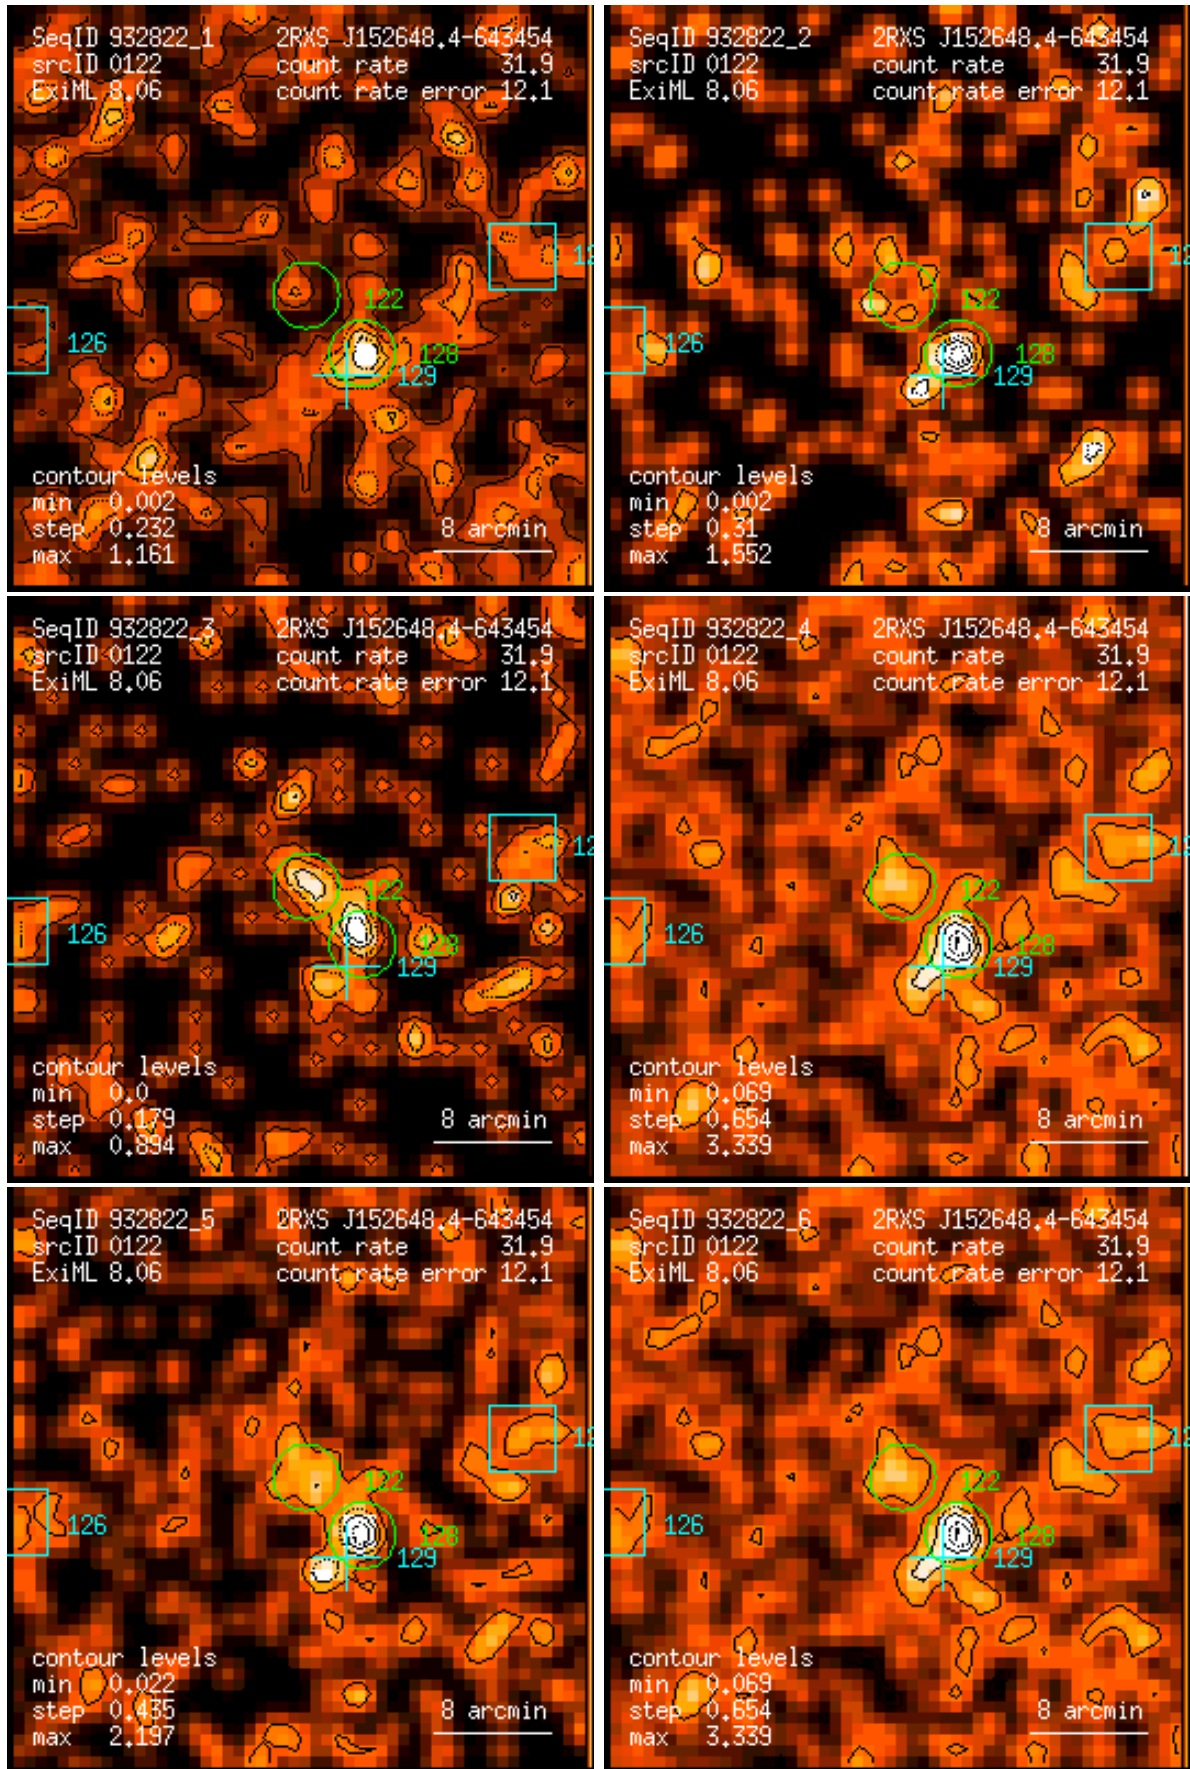 SeqID 932822_1 2RXS J152648.4-643454
srcID 0122 count rate 31.9
ExiML 8.06 count rate error 12.1
12
122
126
128
129
contour levels
min 0.002
step 0.232
max 1.161
8 arcmin
SeqID 932822_2 2RXS J152648.4-643454
srcID 0122 count rate 31.9
ExiML 8.06 count rate error 12.1
12
122
126
128
129
contour levels
min 0.002
step 0.31
max 1.552
8 arcmin
SeqID 932822_3 2RXS J152648.4-643454
srcID 0122 count rate 31.9
ExiML 8.06 count rate error 12.1
12
122
126
128
129
contour levels
min 0.0
step 0.179
max 0.894
8 arcmin
SeqID 932822_4 2RXS J152648.4-643454
srcID 0122 count rate 31.9
ExiML 8.06 count rate error 12.1
12
122
126
128
129
contour levels
min 0.069
step 0.654
max 3.339
8 arcmin
SeqID 932822_5 2RXS J152648.4-643454
srcID 0122 count rate 31.9
ExiML 8.06 count rate error 12.1
12
122
126
128
129
contour levels
min 0.022
step 0.435
max 2.197
8 arcmin
SeqID 932822_6 2RXS J152648.4-643454
srcID 0122 count rate 31.9
ExiML 8.06 count rate error 12.1
12
122
126
128
129
contour levels
min 0.069
step 0.654
max 3.339
8 arcmin